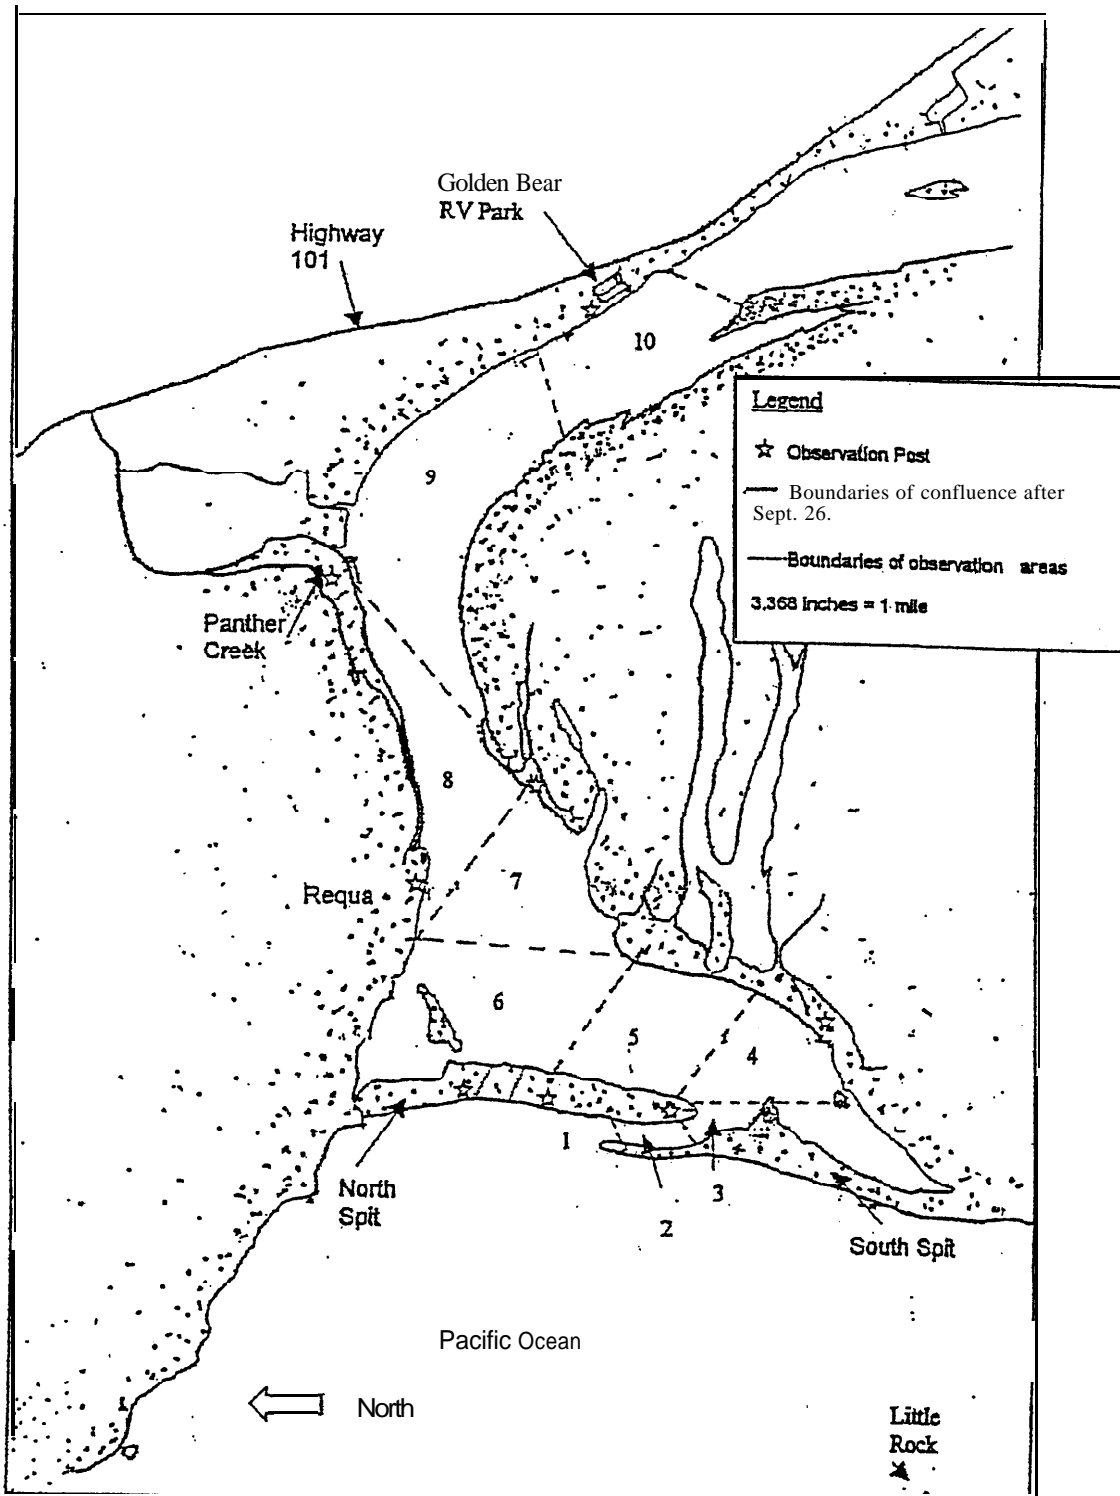 Golden Bear
RV Park
Highway
101
10
Legend
Observation Post
Boundaries of confluence after
Sept. 26.
Boundaries of observation areas
3.368 inches = 1 mile
9
Panther
Creek
8
7
Requa
6
5
4
1
North
Spit
3
2
South Spit
Pacific Ocean
North
Little
Rock